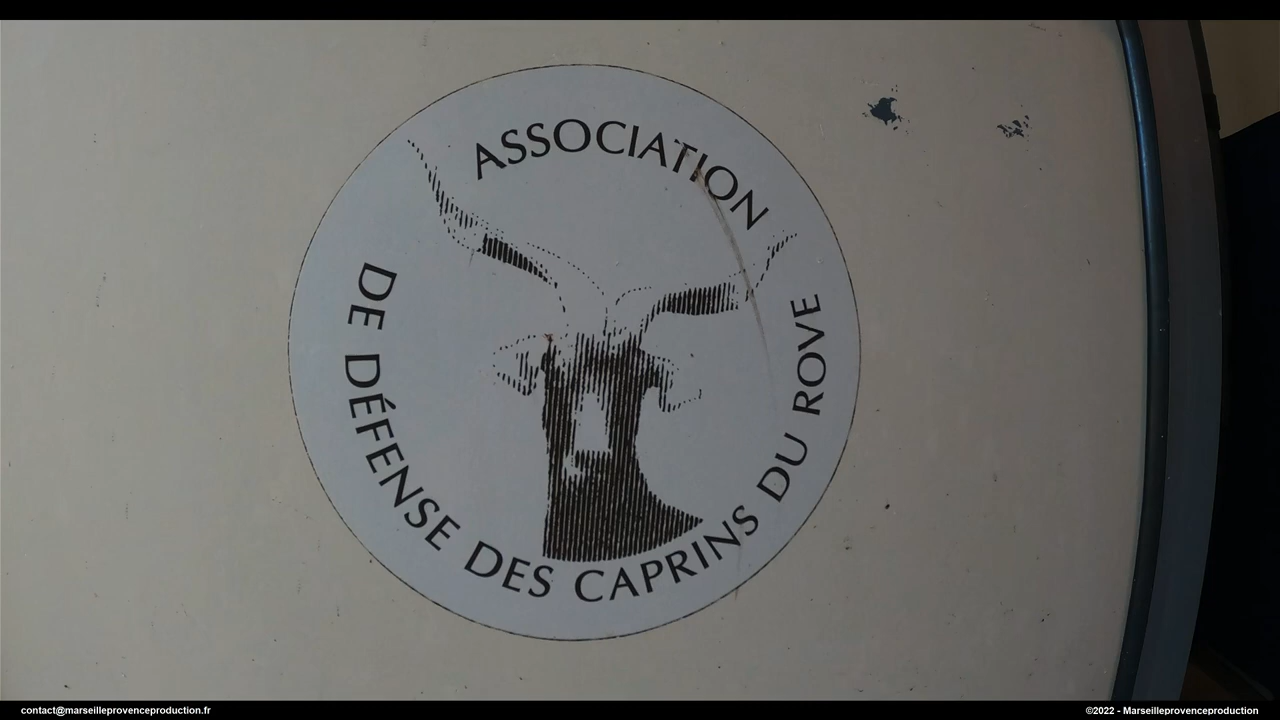 ASSOCIATION
DE DÉFENSE DES CAPRINS DU ROVE
contact@marseilleprovenceproduction.fr
©2022 - Marseilleprovenceproduction